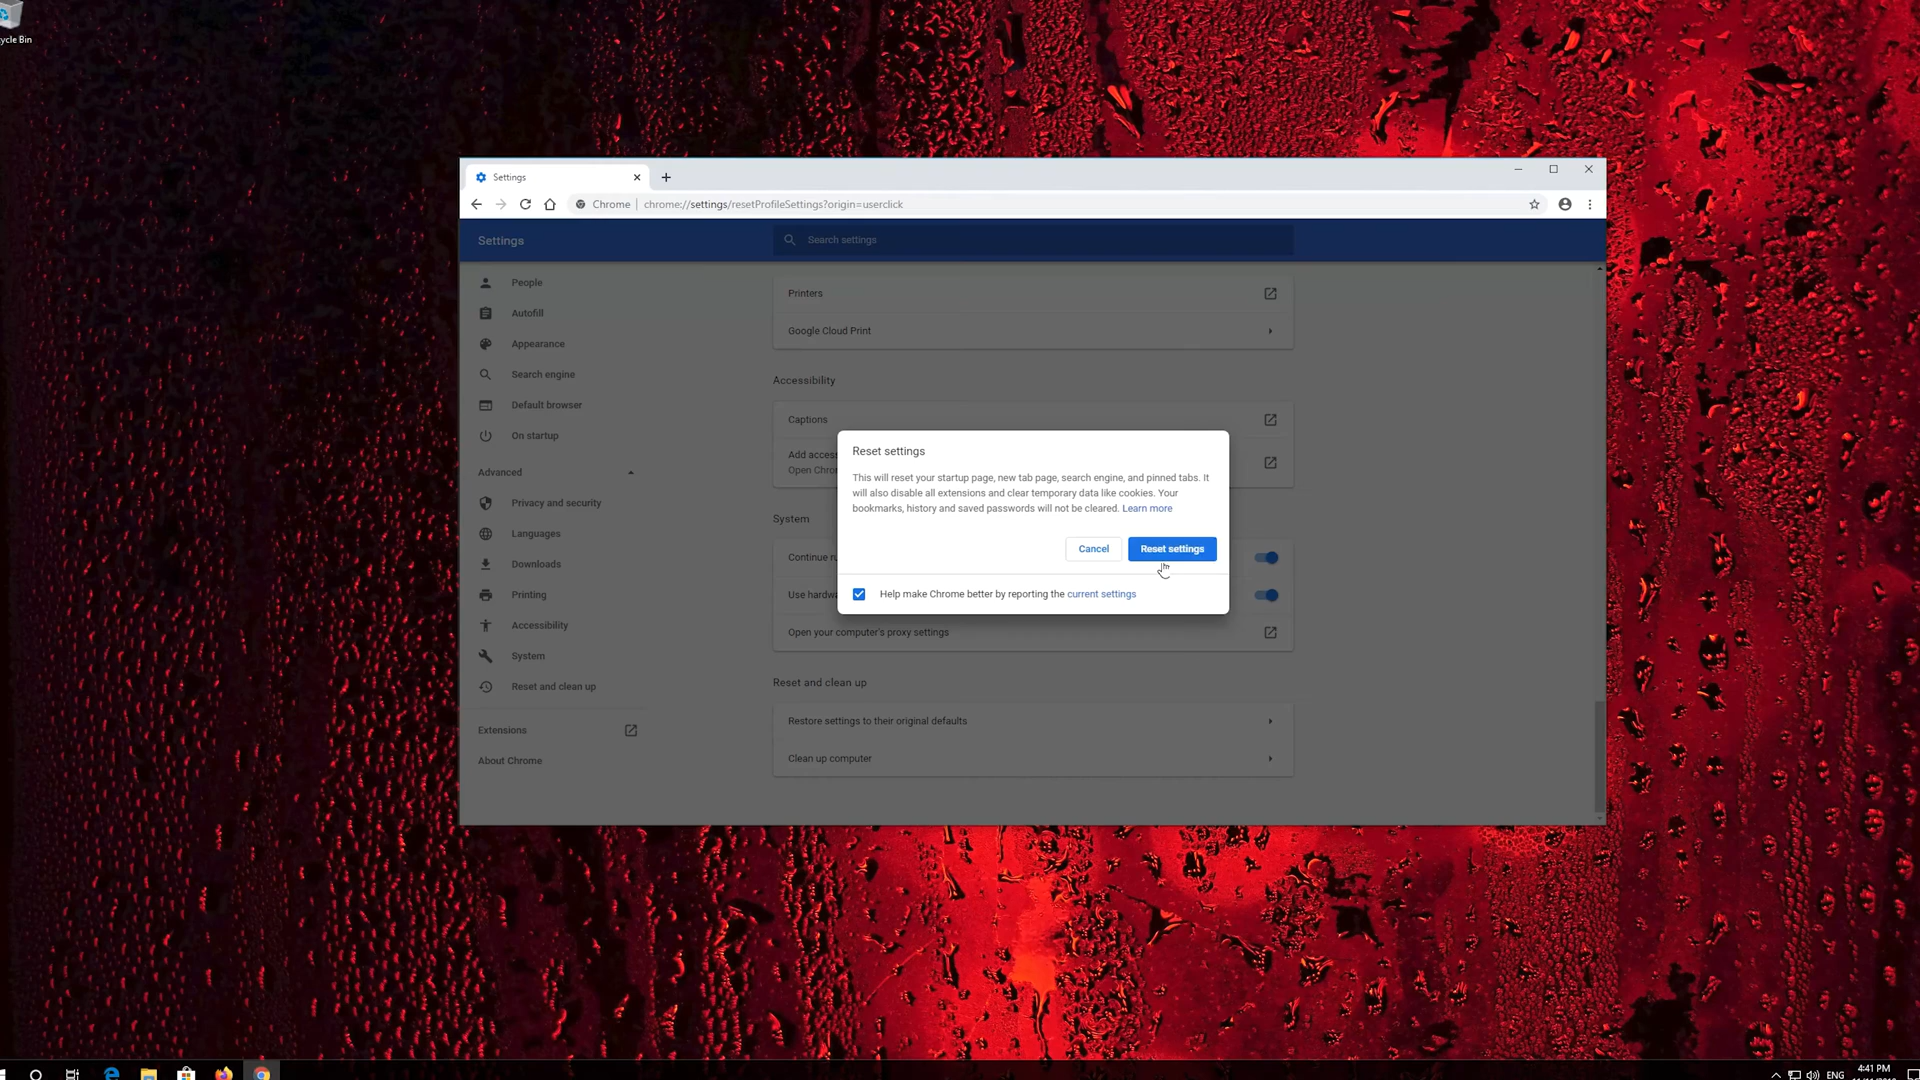 ycle Bin
Settings
Chrome
chrome://settings/resetProfileSettings?origin=userclick
Settings
Search settings
People
Autofill
Appearance
Search engine
Default browser
On startup
Advanced
Privacy and security
Languages
Downloads
Printing
Accessibility
System
Reset and clean up
Extensions
About Chrome
Printers
Google Cloud Print
Accessibility
Captions
Add acces
Open Chro
System
Continue ru
Use hardwa
Open your computer's proxy settings
Reset and clean up
Restore settings to their original defaults
Clean up computer
Reset settings
This will reset your startup page, new tab page, search engine, and pinned tabs. It
will also disable all extensions and clear temporary data like cookies. Your
bookmarks, history and saved passwords will not be cleared. Learn more
Cancel
Reset settings
Help make Chrome better by reporting the current settings
ENG
4:41 PM